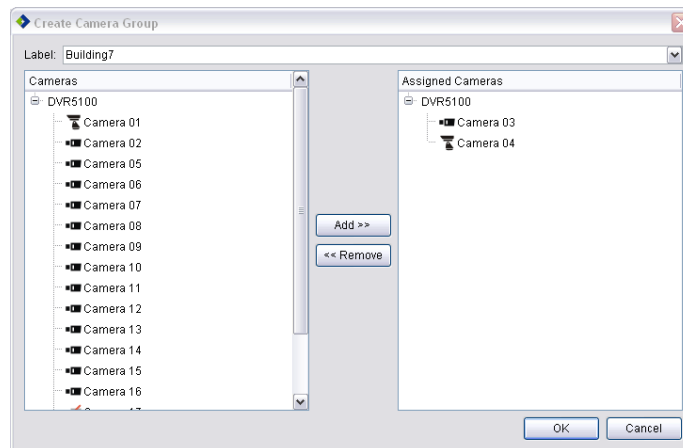 Create Camera Group
Label: Building7
Cameras
DVR5100
Camera 01
Camera 02
Camera 05
Camera 06
Camera 07
Camera 08
Camera 09
Camera 10
Camera 11
Camera 12
Camera 13
Camera 14
Camera 15
Camera 16
Add >>
<< Remove
Assigned Cameras
DVR5100
Camera 03
Camera 04
OK
Cancel